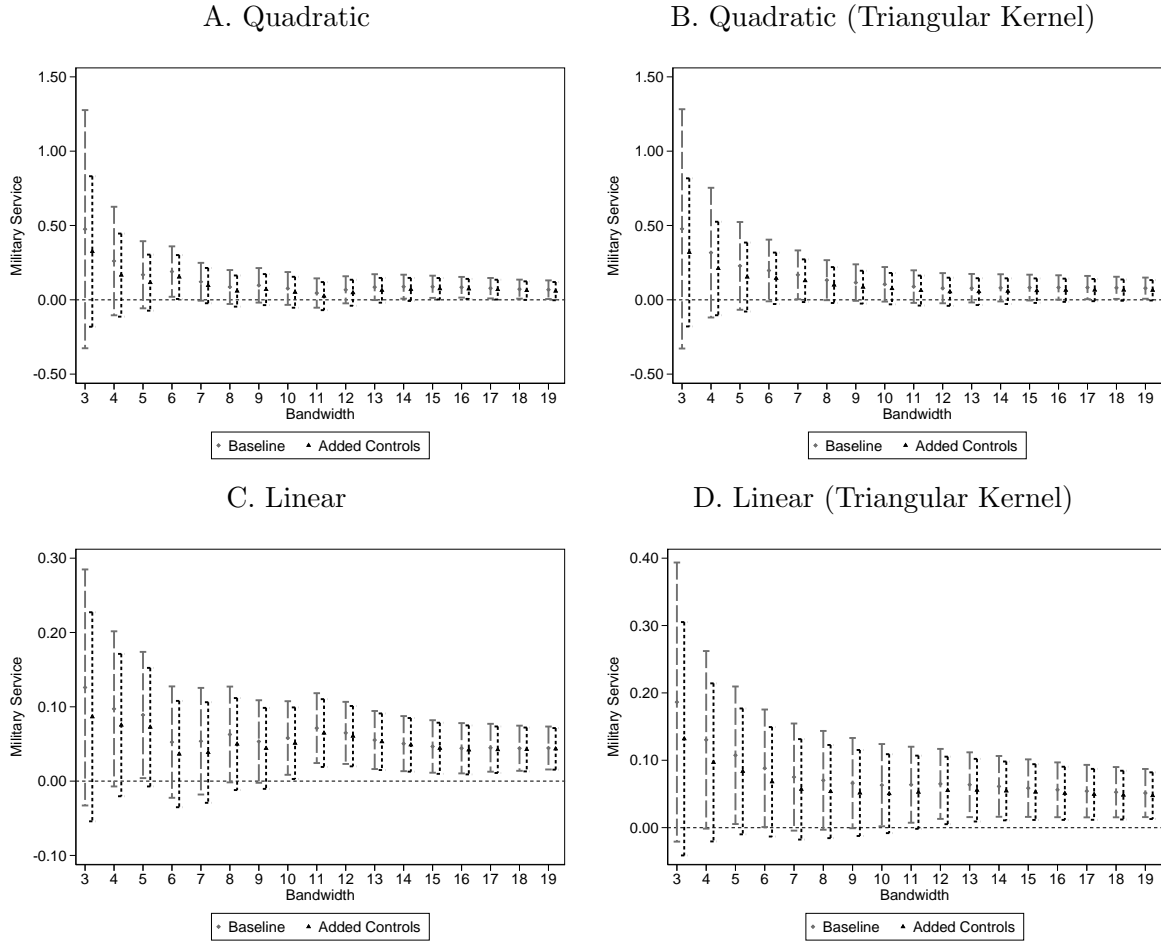 A. Quadratic
Military Service
1.50
1.00
0.50
0.00
-0.50
3 4 5 6 7 8 9 10 11 12 13 14 15 16 17 18 19
Bandwidth
Baseline Added Controls
B. Quadratic (Triangular Kernel)
Military Service
1.50
1.00
0.50
0.00
-0.50
3 4 5 6 7 8 9 10 11 12 13 14 15 16 17 18 19
Bandwidth
Baseline Added Controls
C. Linear
Military Service
0.30
0.20
0.10
0.00
-0.10
3 4 5 6 7 8 9 10 11 12 13 14 15 16 17 18 19
Bandwidth
Baseline Added Controls
D. Linear (Triangular Kernel)
Military Service
0.40
0.30
0.20
0.10
0.00
3 4 5 6 7 8 9 10 11 12 13 14 15 16 17 18 19
Bandwidth
Baseline Added Controls